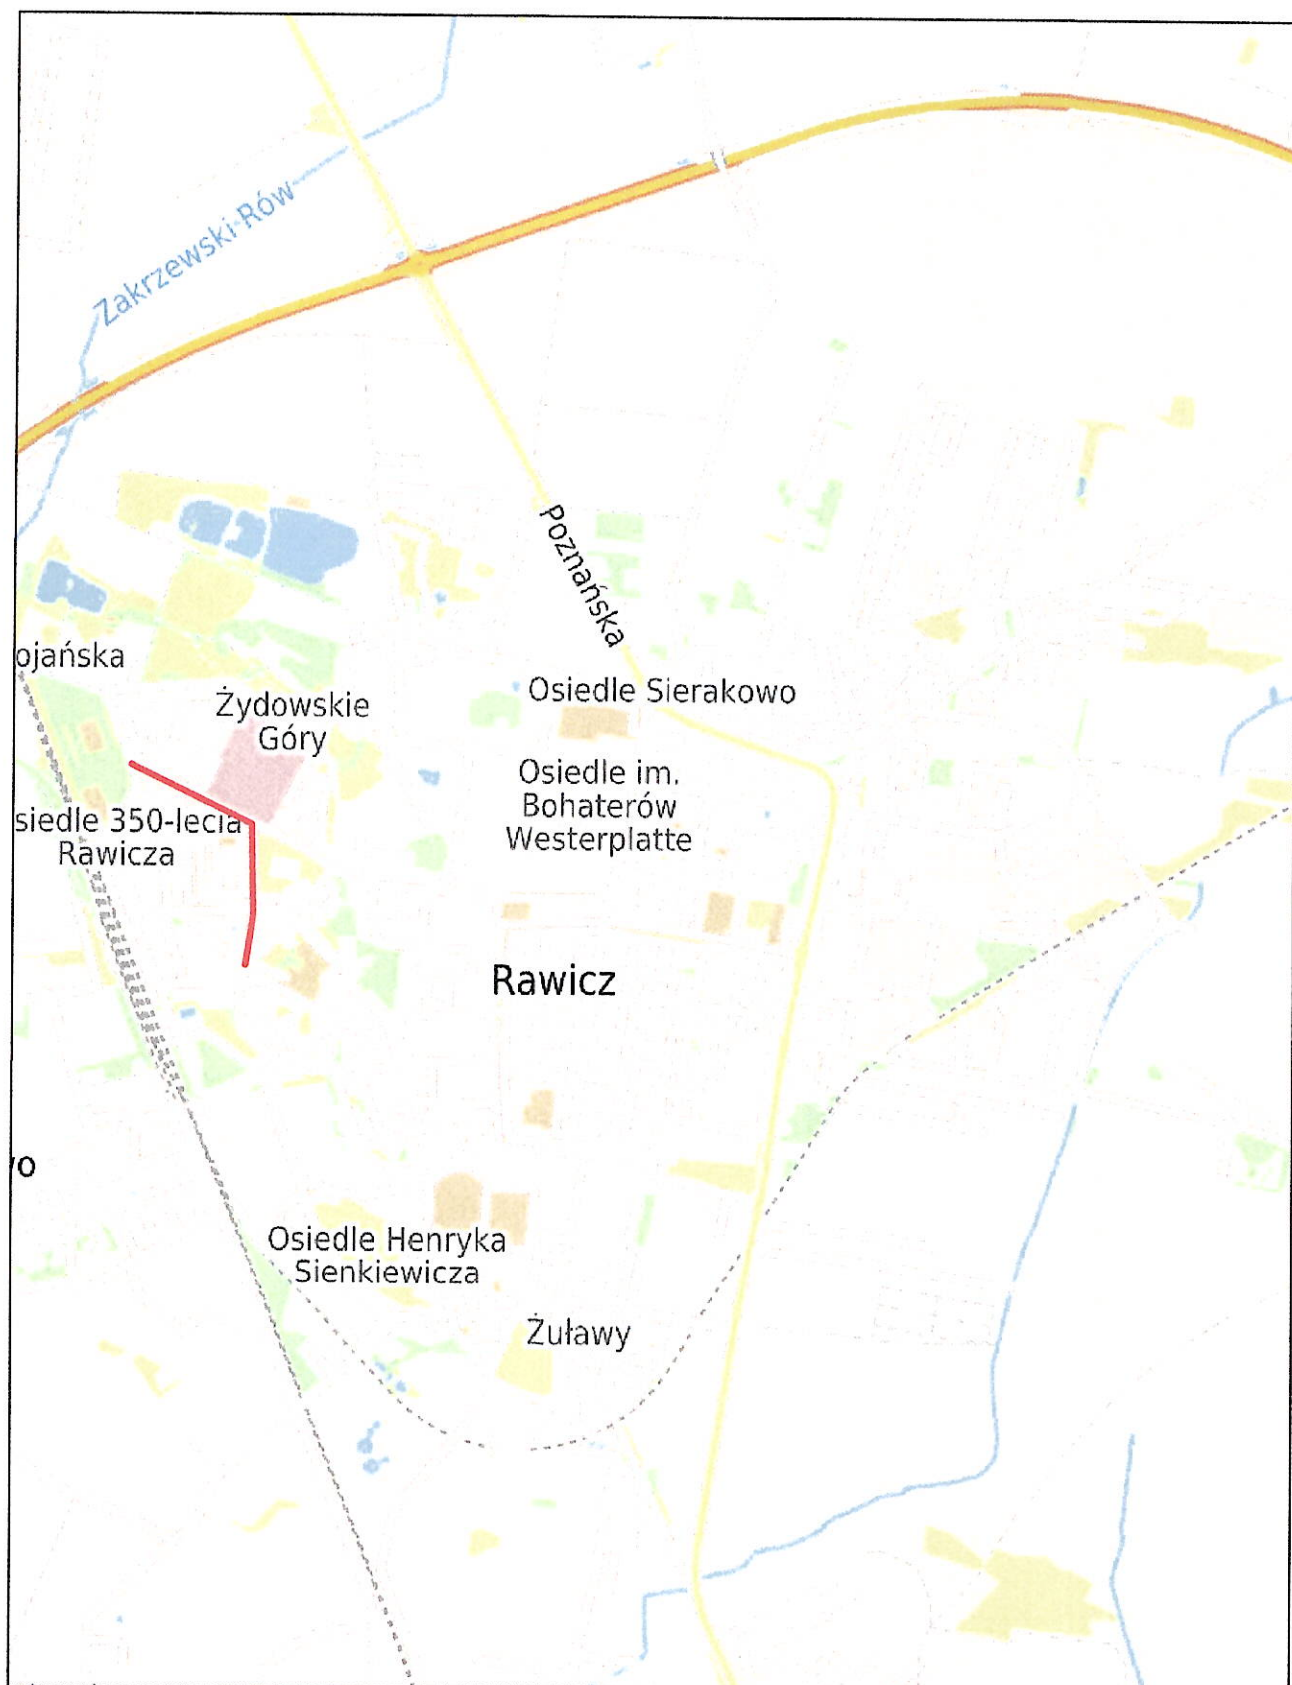 Zakrzewski Rów
Poznańska
ojańska
Osiedle Sierakowo
Żydowskie
Góry
Osiedle im.
Bohaterów
Westerplatte
siedle 350-lecia
Rawicza
Rawicz
/o
Osiedle Henryka
Sienkiewicza
Żuławy